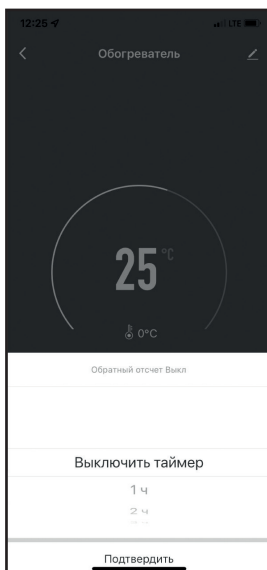 12:25
LTE
Обогреватель
25 °C
0°C
Обратный отсчет Выкл
Выключить таймер
1 ч
2 ч
Подтвердить